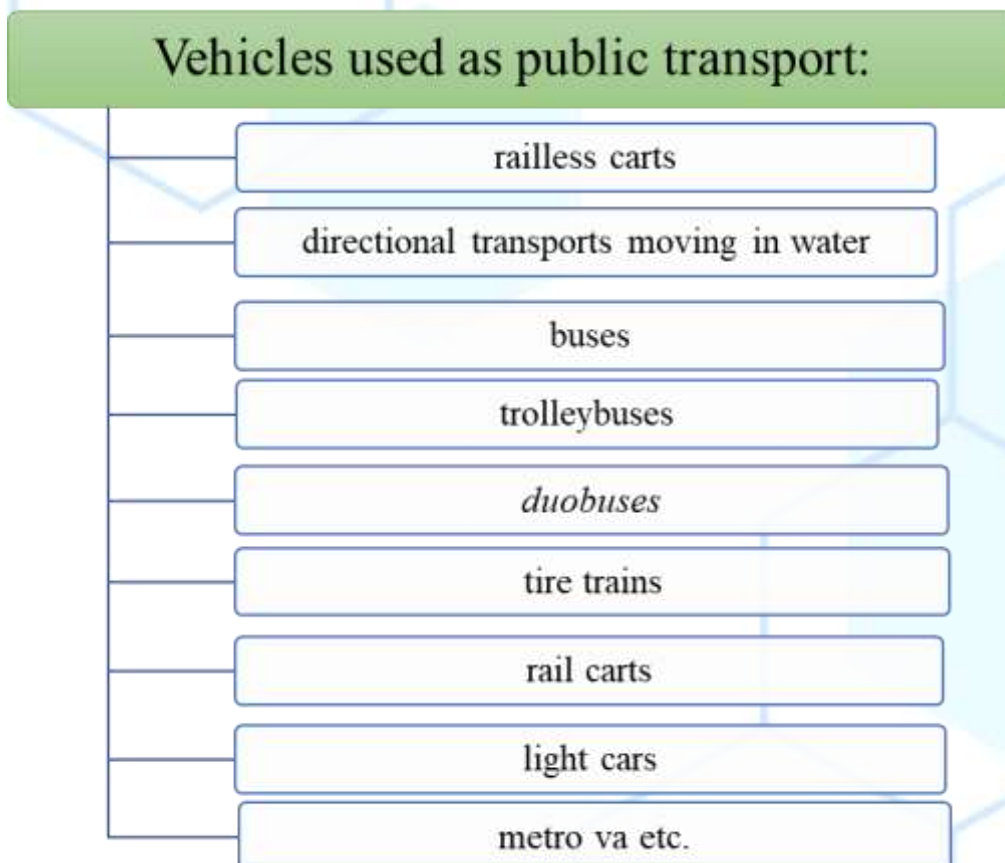 Vehicles used as public transport:
railless carts
directional transports moving in water
buses
trolleybuses
duobuses
tire trains
rail carts
light cars
metro va etc.